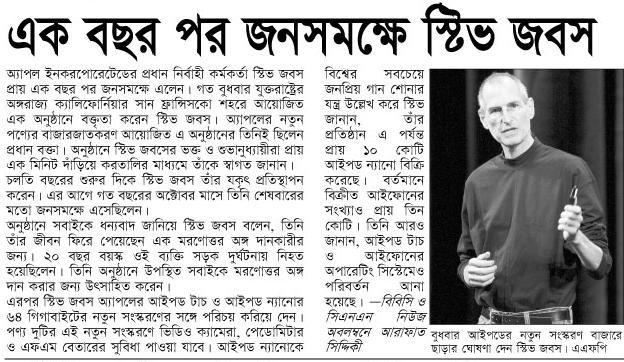 এক বছর পর জনসমক্ষে স্টিভ জবস
অ্যাপল ইনকরপোরেটেডের প্রধান নির্বাহী কর্মকর্তা স্টিভ জবস
প্রায় এক বছর পর জনসমক্ষে এলেন। গত বুধবার যুক্তরাষ্ট্রের
অঙ্গরাজ্য ক্যালিফোর্নিয়ার সান ফ্রান্সিসকো শহরে আয়োজিত
এক অনুষ্ঠানে বক্তৃতা করেন স্টিভ জবস। অ্যাপলের নতুন
পণ্যের বাজারজাতকরণ আয়োজিত এ অনুষ্ঠানের তিনিই ছিলেন
প্রধান বক্তা। অনুষ্ঠানে স্টিভ জবসের ভক্ত ও শুভানুধ্যায়ীরা প্রায়
এক মিনিট দাঁড়িয়ে করতালির মাধ্যমে তাঁকে স্বাগত জানান।
চলতি বছরের শুরুর দিকে স্টিভ জবস তাঁর যকৃৎ প্রতিস্থাপন
করেন। এর আগে গত বছরের অক্টোবর মাসে তিনি শেষবারের
মতো জনসমক্ষে এসেছিলেন।
অনুষ্ঠানে সবাইকে ধন্যবাদ জানিয়ে স্টিভ জবস বলেন, তিনি
তাঁর জীবন ফিরে পেয়েছেন এক মরণোত্তর অঙ্গ দানকারীর
জন্য। ২০ বছর বয়স্ক ওই ব্যক্তি সড়ক দুর্ঘটনায় নিহত
হয়েছিলেন। তিনি অনুষ্ঠানে উপস্থিত সবাইকে মরণোত্তর অঙ্গ
দান করার জন্য উৎসাহিত করেন।
এরপর স্টিভ জবস অ্যাপলের আইপড টাচ ও আইপড ন্যানোর
৬৪ গিগাবাইটের নতুন সংস্করণের সঙ্গে পরিচয় করিয়ে দেন।
পণ্য দুটির এই নতুন সংস্করণে ভিডিও ক্যামেরা, পেডোমিটার
ও এফএম বেতারের সুবিধা পাওয়া যাবে। আইপড ন্যানোকে
বিশ্বের সবচেয়ে
জনপ্রিয় গান শোনার
যন্ত্র উল্লেখ করে স্টিভ
জানান, তাঁর
প্রতিষ্ঠান এ পর্যন্ত
প্রায় ১০ কোটি
আইপড ন্যানো বিক্রি
করেছে। বর্তমানে
বিক্রীত আইফোনের
সংখ্যাও প্রায় তিন
কোটি। তিনি আরও
জানান, আইপড টাচ
ও আইফোনের
অপারেটিং সিস্টেমেও
পরিবর্তন আনা
হয়েছে। —বিবিসি ও
সিএনএন নিউজ
অবলম্বনে আরাফাত
সিদ্দিকী
বুধবার আইপডের নতুন সংস্করণ বাজারে
ছাড়ার ঘোষণা দেন স্টিভ জবস। এএফপি